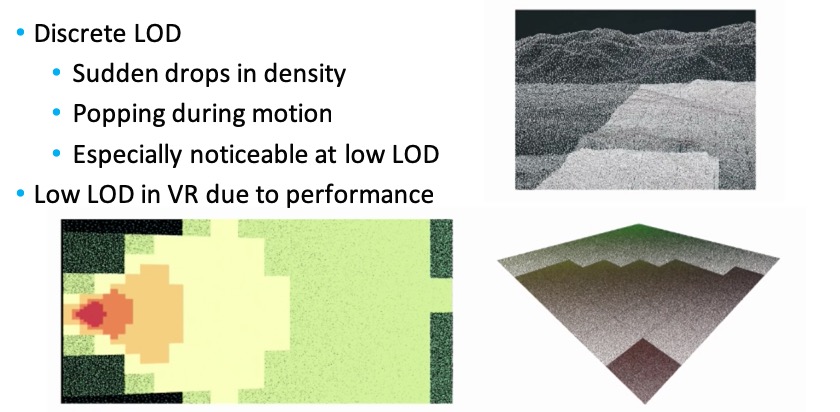 • Discrete LOD
• Sudden drops in density
• Popping during motion
• Especially noticeable at low LOD
• Low LOD in VR due to performance